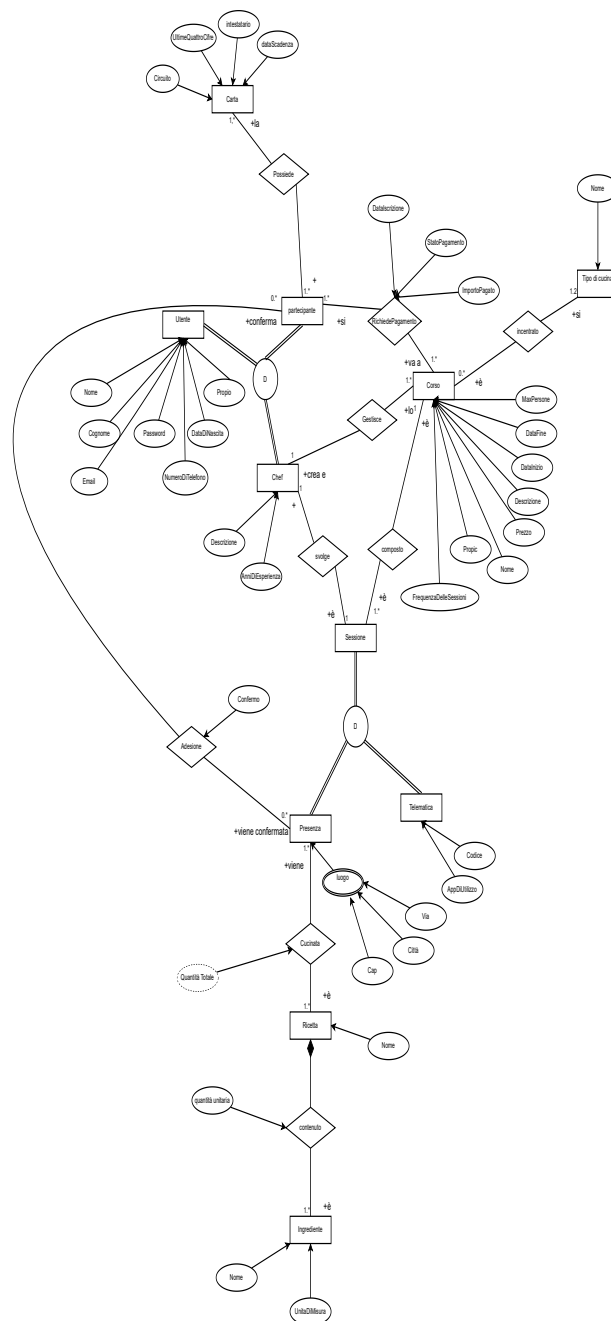 intestatario
UltimeQuattroCifre
dataScadenza
Circuito
Carta
1,*
+la
Possiede
Nome
DataIscrizione
StatoPagamento
ImportoPagato
Tipo di cucina
1.2
+si
+
1..*
0.*
partecipante
1.*
+conferma
+si
Utente
RichiedePagamento
incentrato
+va a
1..*
0..*
+è
D
Nome
Propio
Cognome
Password
DataDiNascita
Email
NumeroDiTelefono
Gestisce
1.*
Corso
+lo
1
+è
MaxPersone
DataFine
DataInizio
Descrizione
Prezzo
Nome
Propic
FrequenzaDelleSessioni
1
Chef
+crea e
1
+
Descrizione
AnniDiEsperienza
svolge
composto
+è
+è
1
1..*
Sessione
D
Confermo
Adesione
0.*
+viene confermata
Presenza
Telematica
1.*
+viene
luogo
Codice
AppDiUtilizzo
Via
Città
Cap
Cucinata
Quantità Totale
+è
1..*
Ricetta
Nome
quantità unitaria
contenuto
+è
1..*
Ingrediente
Nome
UnitaDiMisura